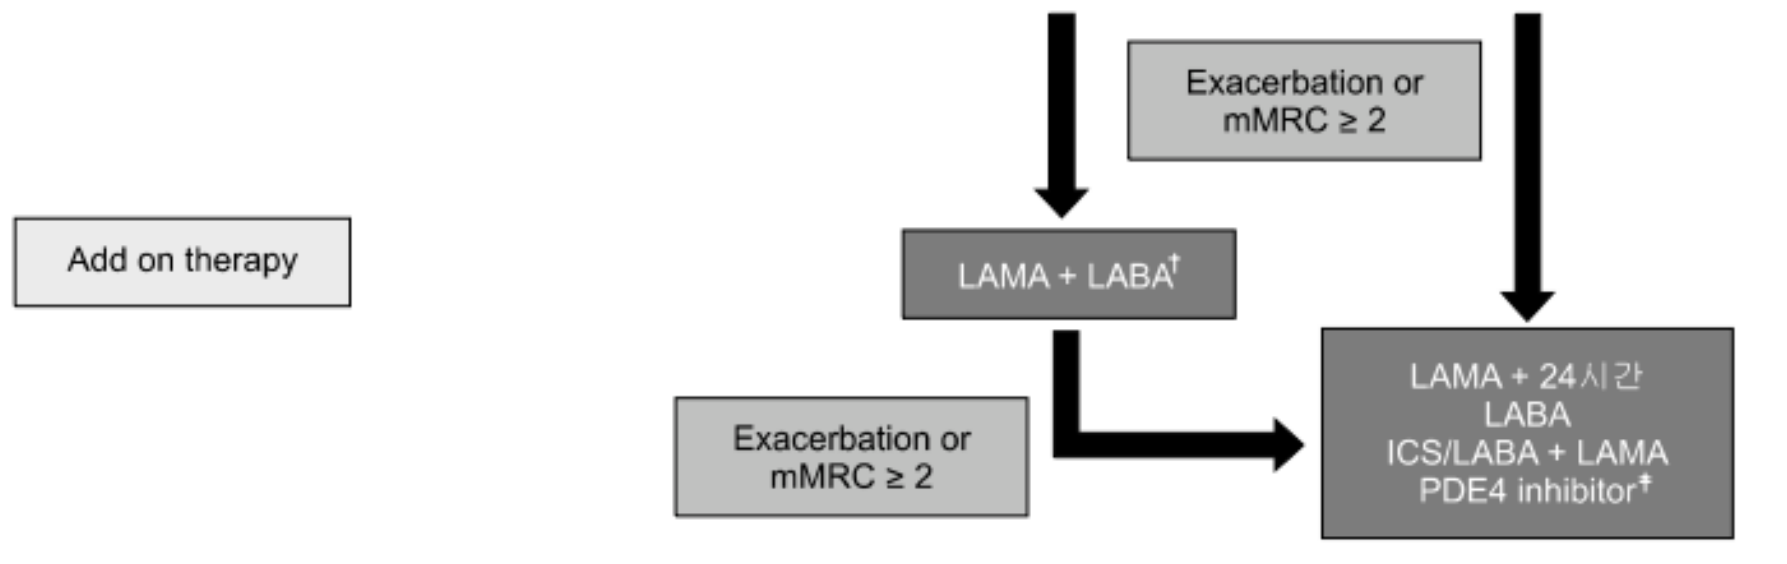 Exacerbation or
mMRC ≥ 2
Add on therapy
LAMA + LABA†
LAMA + 24시간
LABA
ICS/LABA + LAMA
PDE4 inhibitor‡
Exacerbation or
mMRC ≥ 2